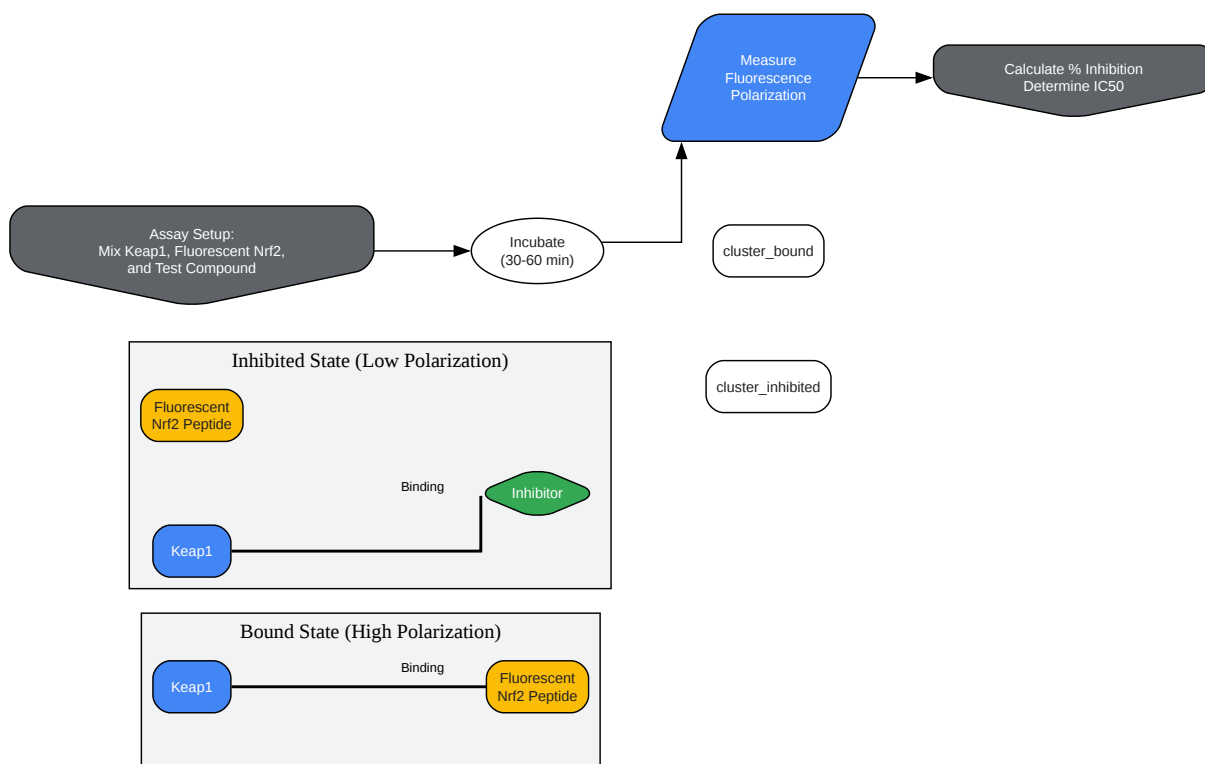 Measure
Fluorescence
Polarization
Calculate % Inhibition
Determine IC50
Assay Setup:
Mix Keap1, Fluorescent Nrf2,
and Test Compound
Incubate
(30-60 min)
cluster_bound
Inhibited State (Low Polarization)
cluster_inhibited
Fluorescent
Nrf2 Peptide
Binding
Inhibitor
Keap1
Bound State (High Polarization)
Keap1
Binding
Fluorescent
Nrf2 Peptide